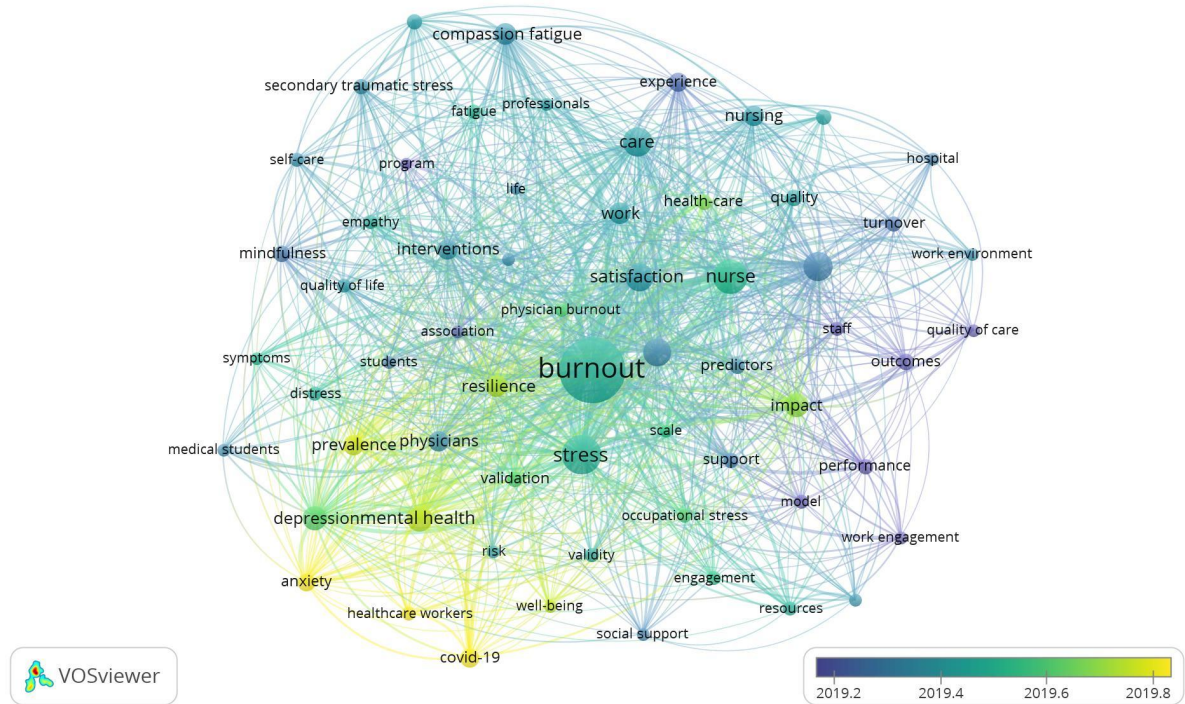 compassion fatigue
experience
secondary traumatic stress
fatigue
professionals
nursing
care
self-care
program
hospital
life
health-care
quality
work
empathy
turnover
mindfulness
interventions
work environment
quality of life
satisfaction
nurse
physician burnout
association
staff
quality of care
symptoms
students
burnout
predictors
outcomes
distress
resilience
impact
medical students
prevalence
physicians
scale
stress
support
performance
validation
model
depression
mental health
occupational stress
work engagement
risk
validity
anxiety
engagement
healthcare workers
well-being
resources
social support
covid-19
VOSviewer
2019.2 2019.4 2019.6 2019.8